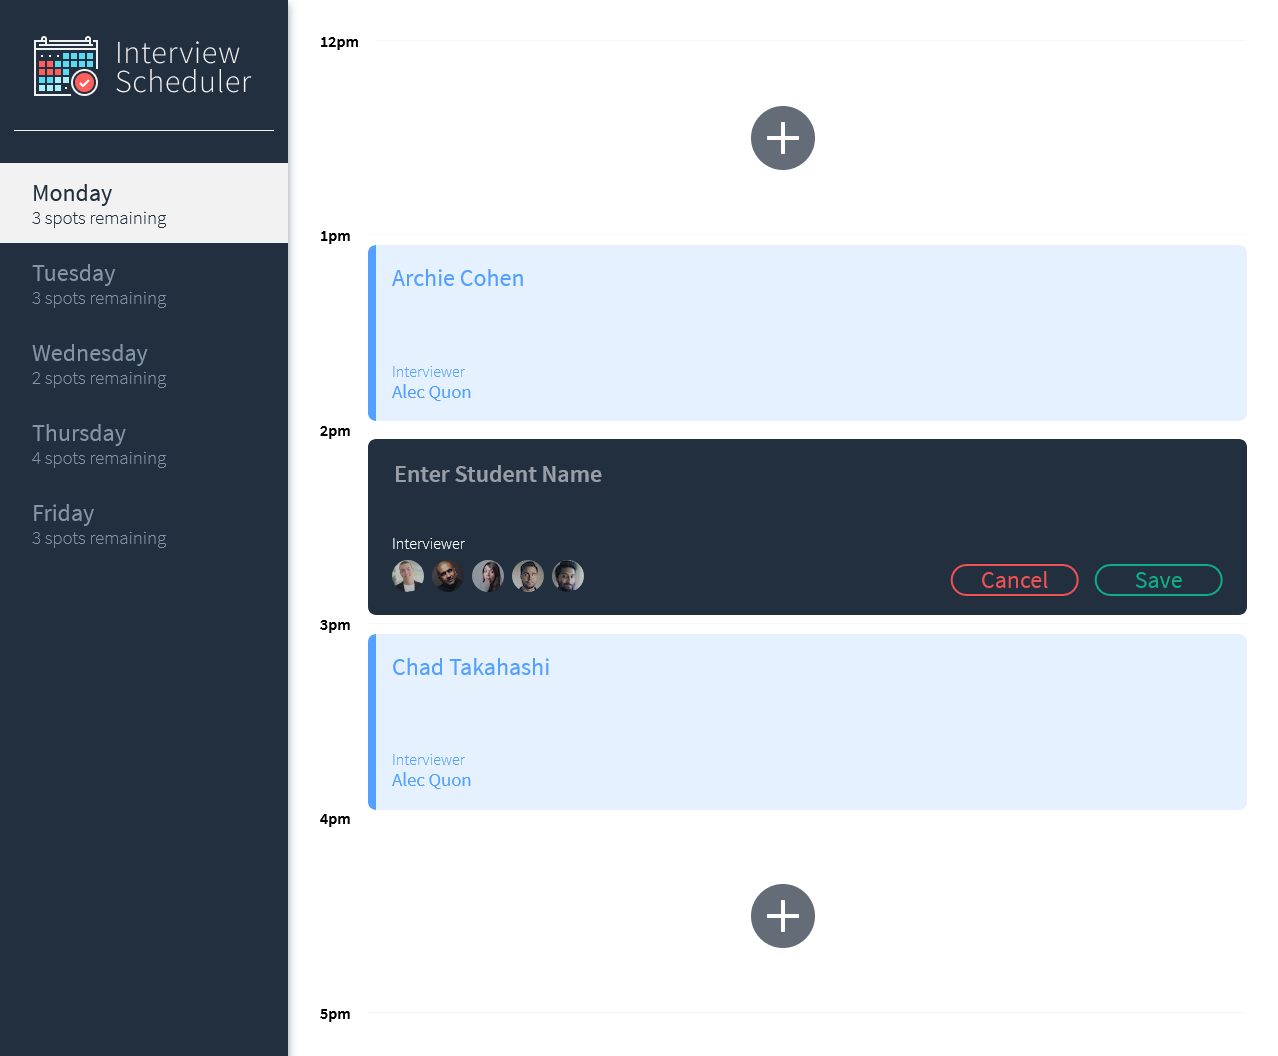 Interview
Scheduler
Monday
3 spots remaining
Tuesday
3 spots remaining
Wednesday
2 spots remaining
Thursday
4 spots remaining
Friday
3 spots remaining
12pm
1pm
Archie Cohen
Interviewer
Alec Quon
2pm
Enter Student Name
Interviewer
Cancel
Save
3pm
Chad Takahashi
Interviewer
Alec Quon
4pm
5pm